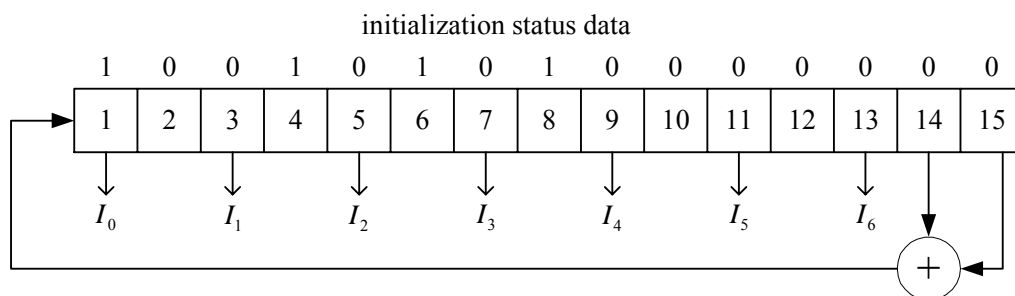 initialization status data
1 0 0 1 0 1 0 1 0 0 0 0 0 0 0
1 2 3 4 5 6 7 8 9 10 11 12 13 14 15
I₀ I₁ I₂ I₃ I₄ I₅ I₆
+